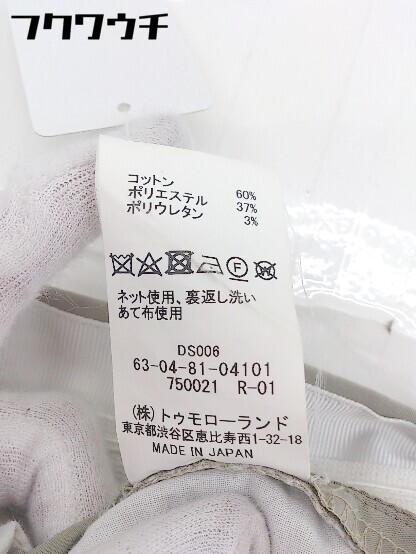 フクワウチ
コットン 60%
ポリエステル 37%
ポリウレタン 3%
F W
ネット使用、裏返し洗い
あて布使用
DS006
63-04-81-04101
750021 R-01
(株)トゥモローランド
東京都渋谷区恵比寿西1-32-18
MADE IN JAPAN